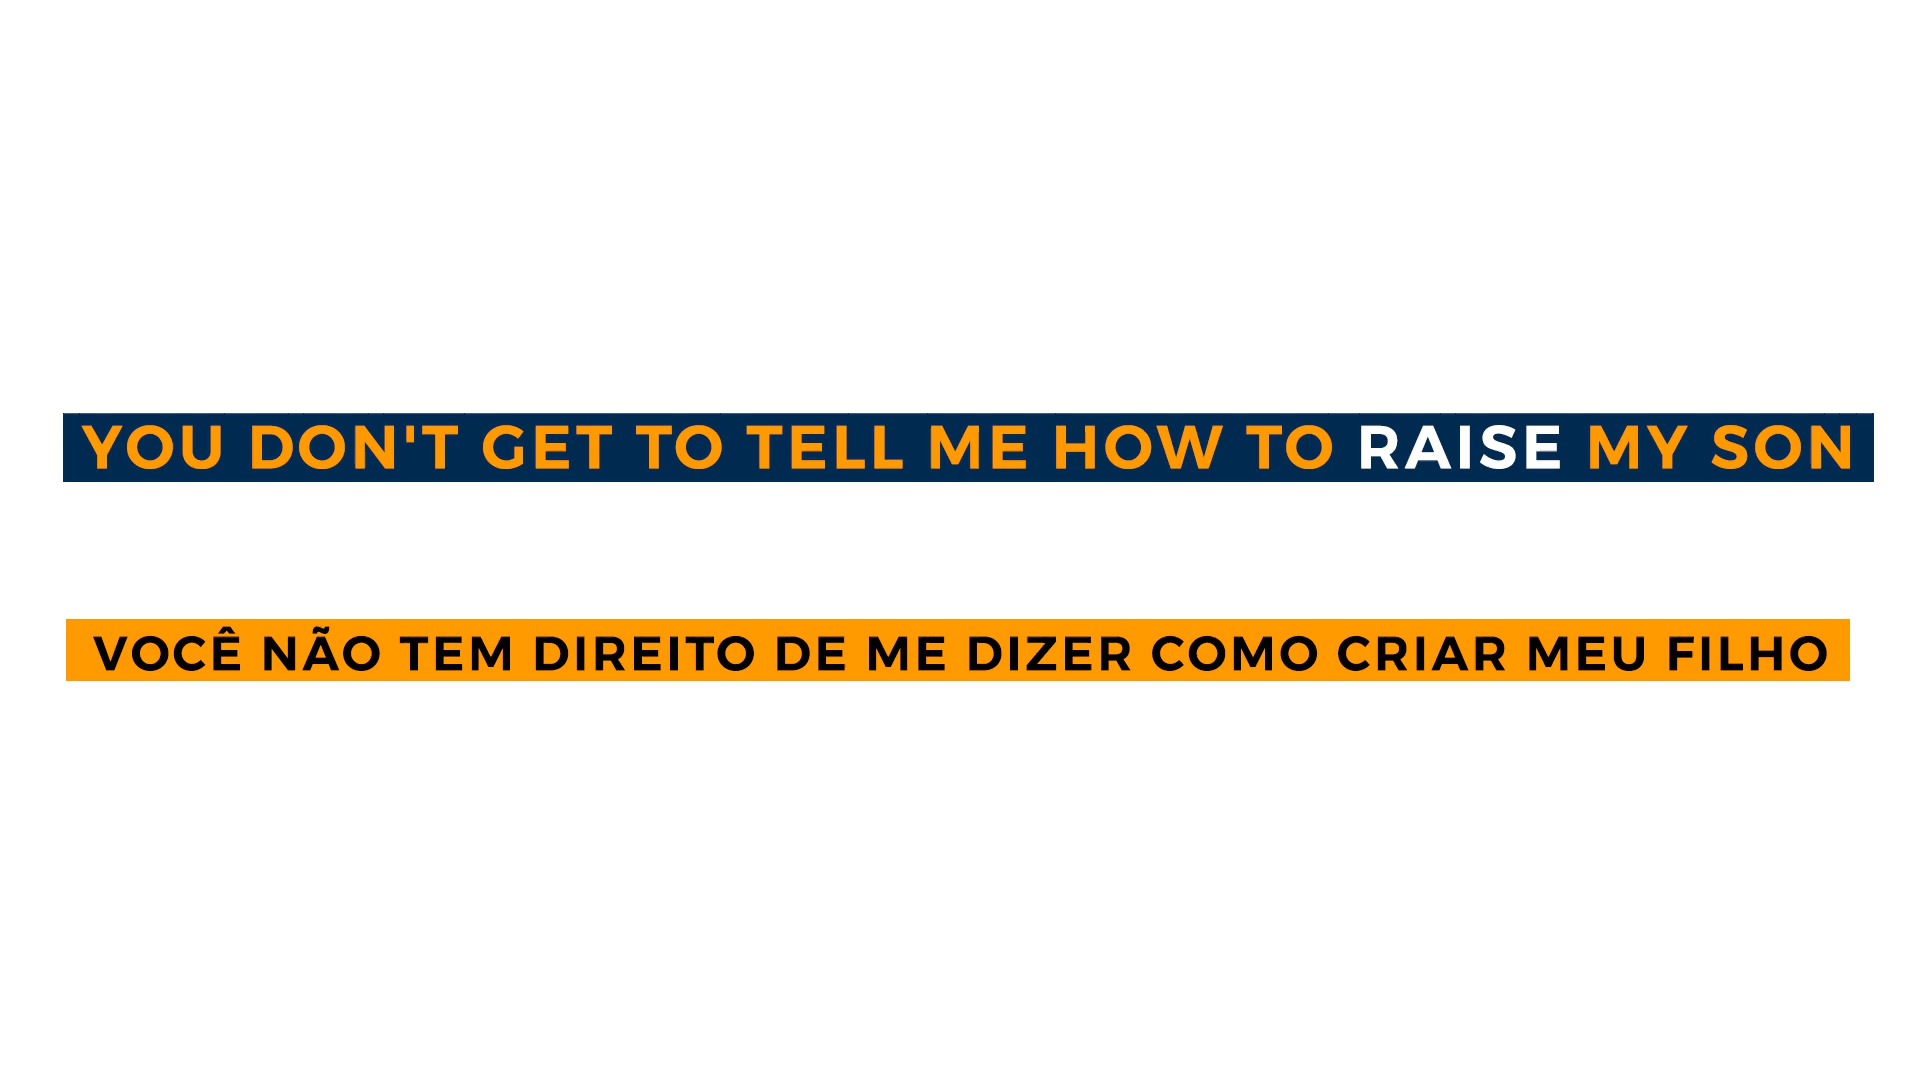 YOU DON'T GET TO TELL ME HOW TO RAISE MY SON
VOCÊ NÃO TEM DIREITO DE ME DIZER COMO CRIAR MEU FILHO